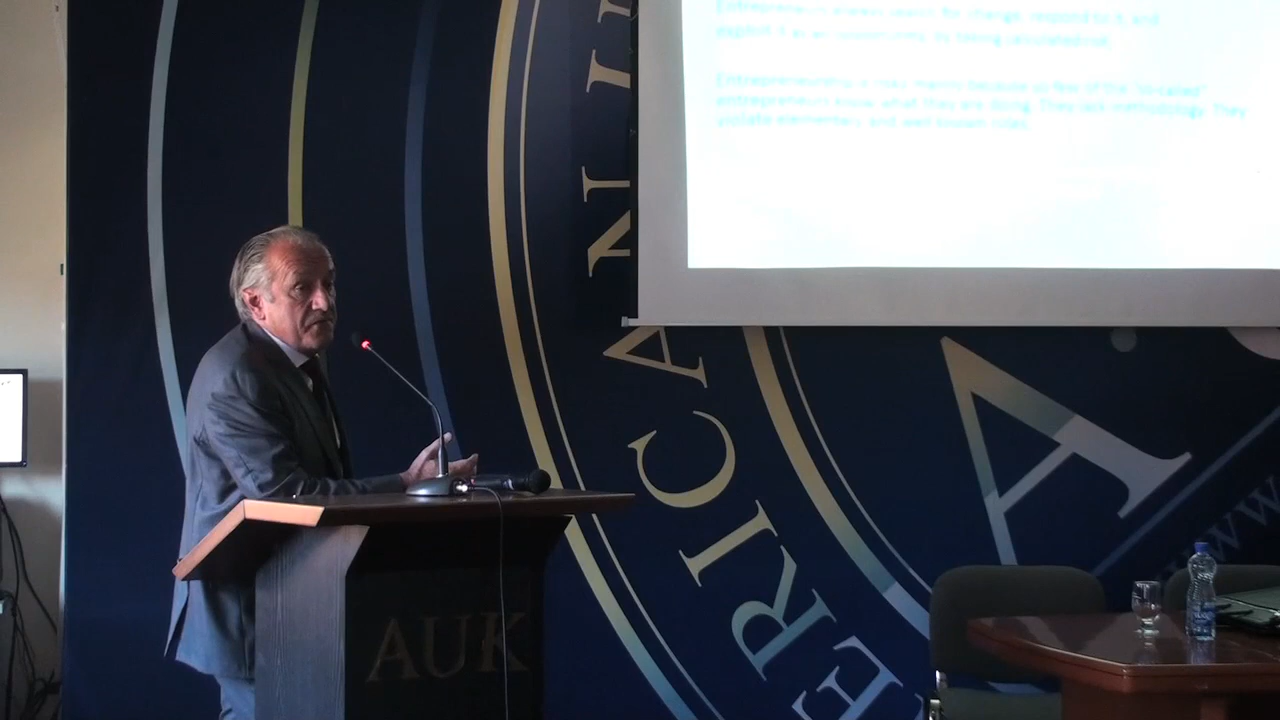 Entrepreneurs always search for change, respond to it, and
exploit it as an opportunity, by taking calculated risk.
Entrepreneurship is risky mainly because so few of the "so called"
entrepreneurs know what they are doing. They lack methodology. They
violate elementary and well known rules.
ERICAN
A
www.
AUK